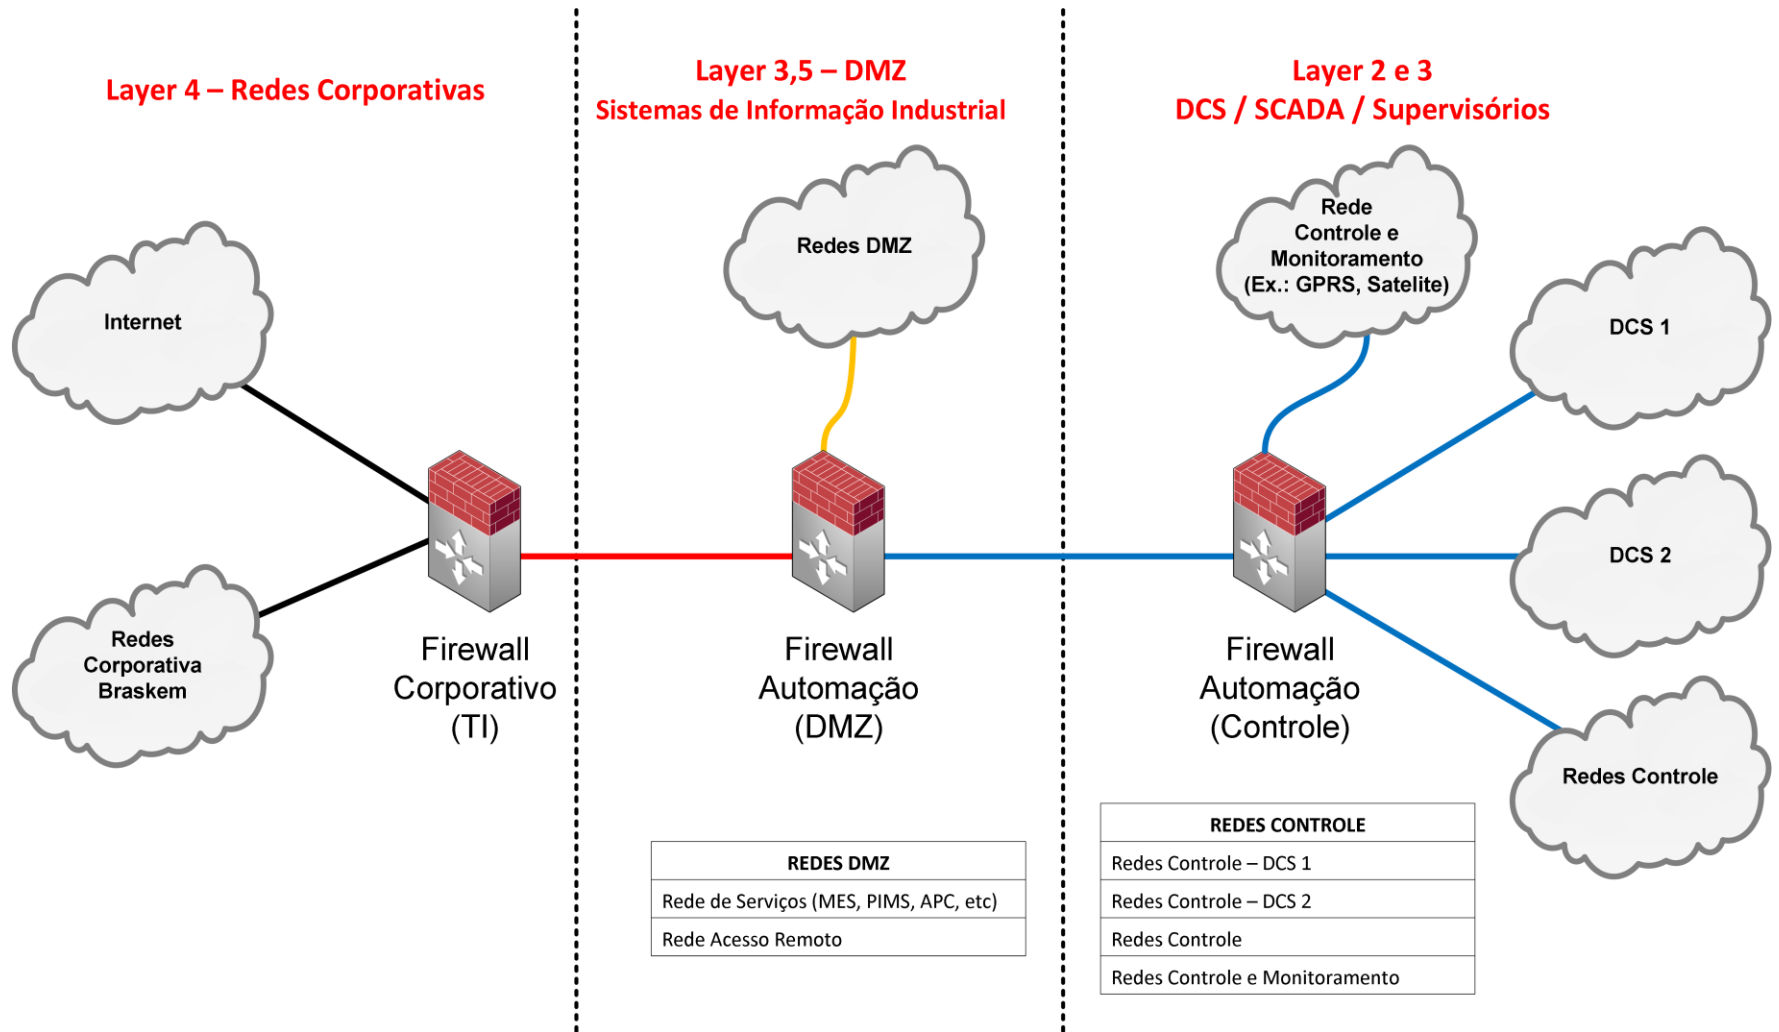 Layer 4 – Redes Corporativas
Layer 3,5 – DMZ
Sistemas de Informação Industrial
Layer 2 e 3
DCS / SCADA / Supervisórios
Internet
Redes
Corporativa
Braskem
Firewall
Corporativo
(TI)
Redes DMZ
Firewall
Automação
(DMZ)
Rede
Controle e
Monitoramento
(Ex.: GPRS, Satelite)
Firewall
Automação
(Controle)
DCS 1
DCS 2
Redes Controle
REDES DMZ
Rede de Serviços (MES, PIMS, APC, etc)
Rede Acesso Remoto
REDES CONTROLE
Redes Controle – DCS 1
Redes Controle – DCS 2
Redes Controle
Redes Controle e Monitoramento